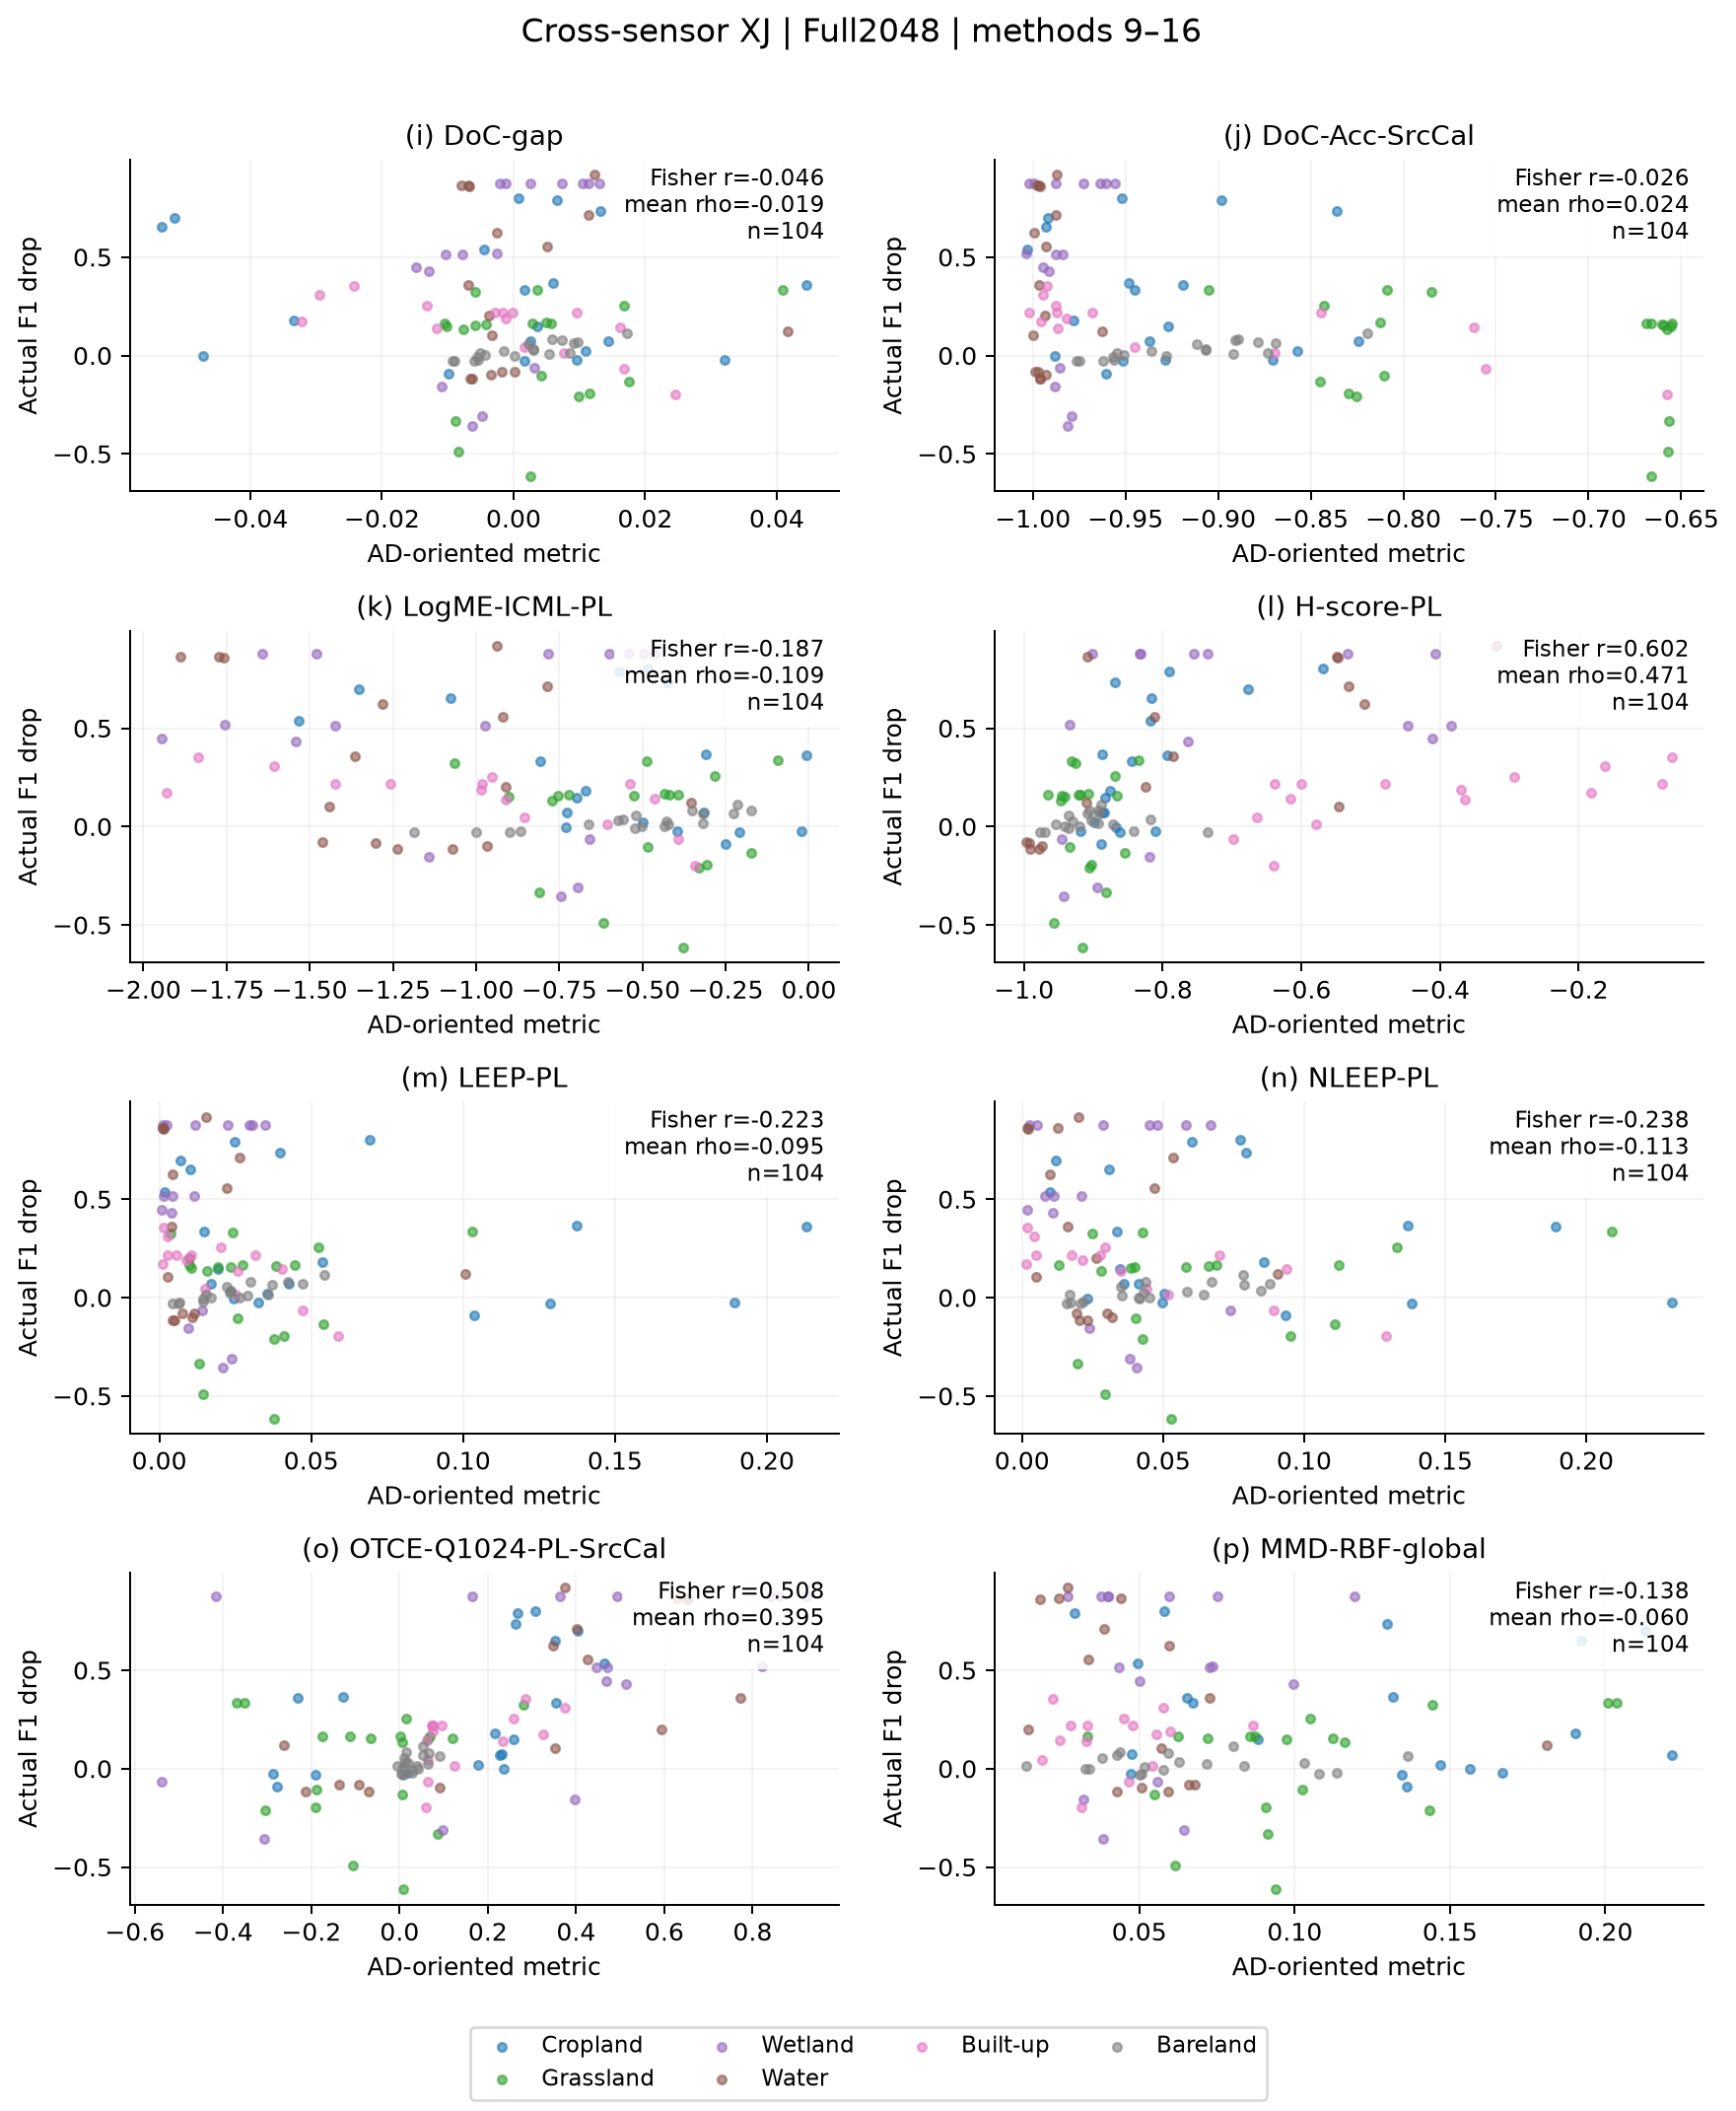 Cross-sensor XJ | Full2048 | methods 9–16
(i) DoC-gap
Fisher r=-0.046
mean rho=-0.019
n=104
Actual F1 drop
0.5
0.0
−0.5
−0.04 −0.02 0.00 0.02 0.04
AD-oriented metric
(j) DoC-Acc-SrcCal
Fisher r=-0.026
mean rho=0.024
n=104
Actual F1 drop
0.5
0.0
−0.5
−1.00 −0.95 −0.90 −0.85 −0.80 −0.75 −0.70 −0.65
AD-oriented metric
(k) LogME-ICML-PL
Fisher r=-0.187
mean rho=-0.109
n=104
Actual F1 drop
0.5
0.0
−0.5
−2.00 −1.75 −1.50 −1.25 −1.00 −0.75 −0.50 −0.25 0.00
AD-oriented metric
(l) H-score-PL
Fisher r=0.602
mean rho=0.471
n=104
Actual F1 drop
0.5
0.0
−0.5
−1.0 −0.8 −0.6 −0.4 −0.2
AD-oriented metric
(m) LEEP-PL
Fisher r=-0.223
mean rho=-0.095
n=104
Actual F1 drop
0.5
0.0
−0.5
0.00 0.05 0.10 0.15 0.20
AD-oriented metric
(n) NLEEP-PL
Fisher r=-0.238
mean rho=-0.113
n=104
Actual F1 drop
0.5
0.0
−0.5
0.00 0.05 0.10 0.15 0.20
AD-oriented metric
(o) OTCE-Q1024-PL-SrcCal
Fisher r=0.508
mean rho=0.395
n=104
Actual F1 drop
0.5
0.0
−0.5
−0.6 −0.4 −0.2 0.0 0.2 0.4 0.6 0.8
AD-oriented metric
(p) MMD-RBF-global
Fisher r=-0.138
mean rho=-0.060
n=104
Actual F1 drop
0.5
0.0
−0.5
0.05 0.10 0.15 0.20
AD-oriented metric
Cropland Wetland Built-up Bareland
Grassland Water